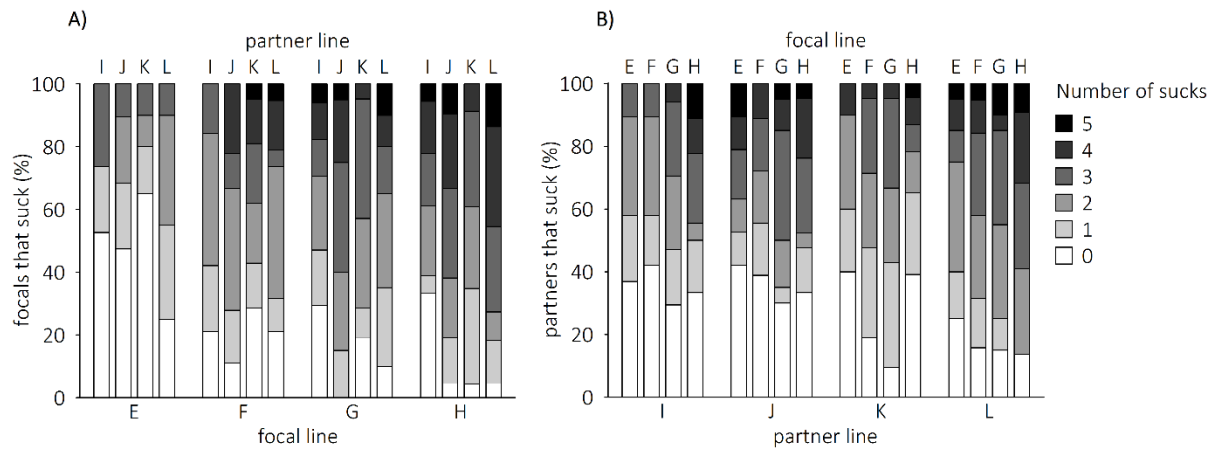 A)
partner line
I J K L I J K L I J K L I J K L
focals that suck (%)
100
80
60
40
20
0
E F G H
focal line
B)
focal line
E F G H E F G H E F G H E F G H
partners that suck (%)
100
80
60
40
20
0
I J K L
partner line
Number of sucks
5
4
3
2
1
0